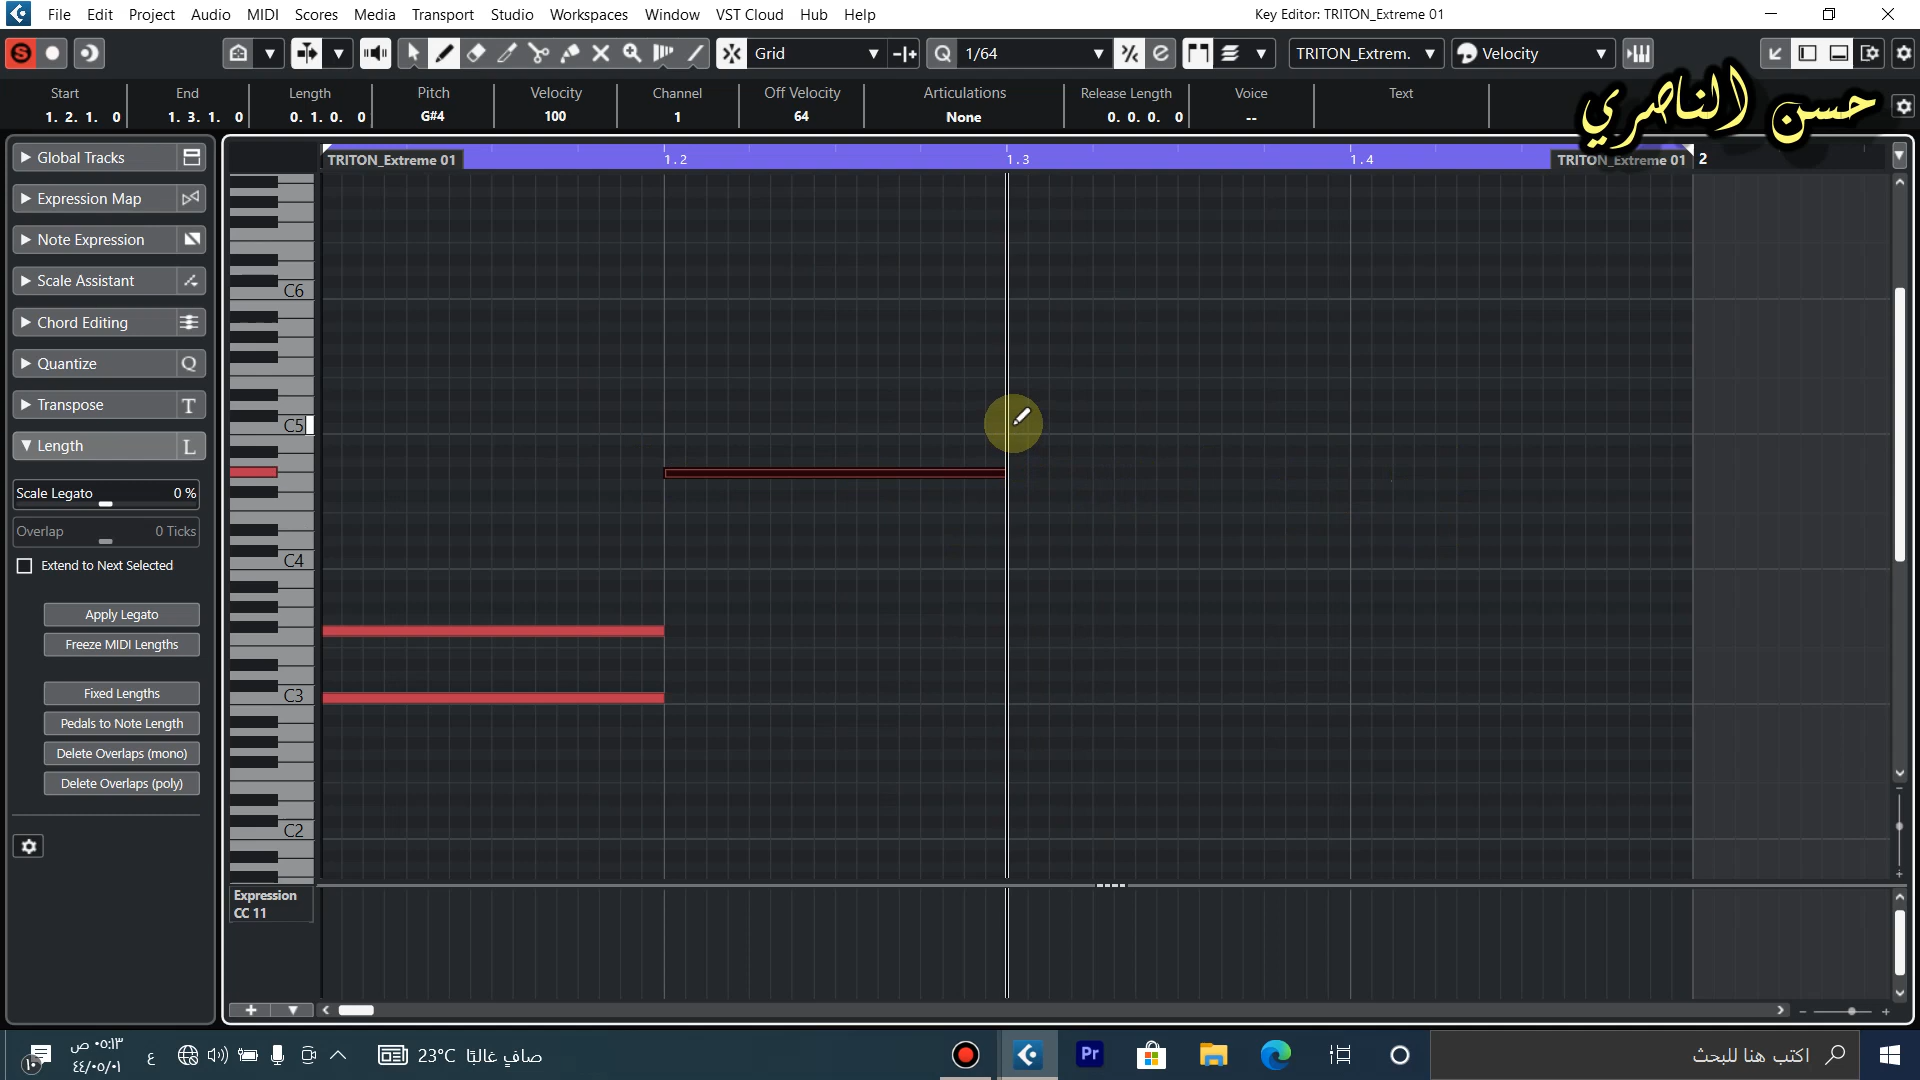 File Edit Project Audio MIDI Scores Media Transport Studio Workspaces Window VST Cloud Hub Help
Key Editor: TRITON_Extreme 01
Grid
Q 1/64
TRITON_Extrem.
Velocity
Start End Length Pitch Velocity Channel Off Velocity Articulations Release Length Voice Text
1. 2. 1. 0 1. 3. 1. 0 0. 1. 0. 0 G#4 100 1 64 None 0. 0. 0. 0 --
حسن الناصري
Global Tracks
Expression Map
Note Expression
Scale Assistant
Chord Editing
Quantize Q
Transpose T
Length L
Scale Legato 0 %
Overlap 0 Ticks
Extend to Next Selected
Apply Legato
Freeze MIDI Lengths
Fixed Lengths
Pedals to Note Length
Delete Overlaps (mono)
Delete Overlaps (poly)
TRITON_Extreme 01 1.2 1.3 1.4 TRITON_Extreme 01 2
C6
C5
C4
C3
C2
Expression
CC 11
٠٥:١٣ ص
٤٤/٠٥/٠١
ع
23°C صافٍ غالبًا
Pr
اكتب هنا للبحث